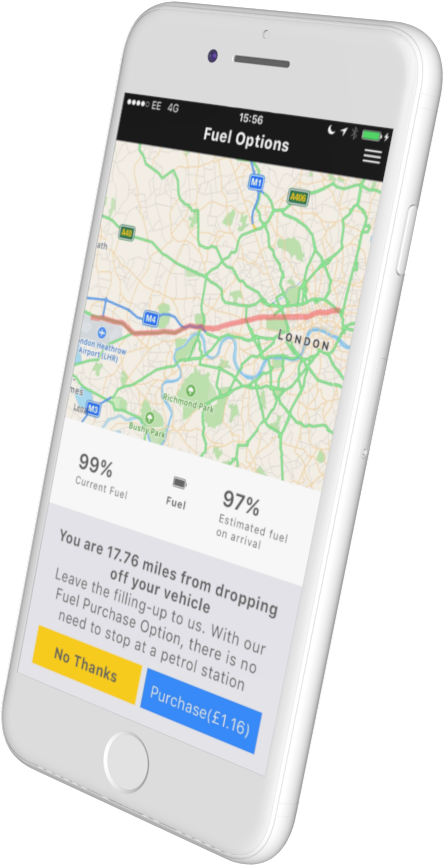 EE 4G
15:56
Fuel Options
M1
A406
A40
ath
M4
LONDON
ndon Heathrow
Airport (LHR)
Richmond Park
mes
M3
Bushy Park
99%
Current Fuel
Fuel
97%
Estimated fuel
on arrival
You are 17.76 miles from dropping
off your vehicle
Leave the filling-up to us. With our
Fuel Purchase Option, there is no
need to stop at a petrol station
No Thanks
Purchase(£1.16)